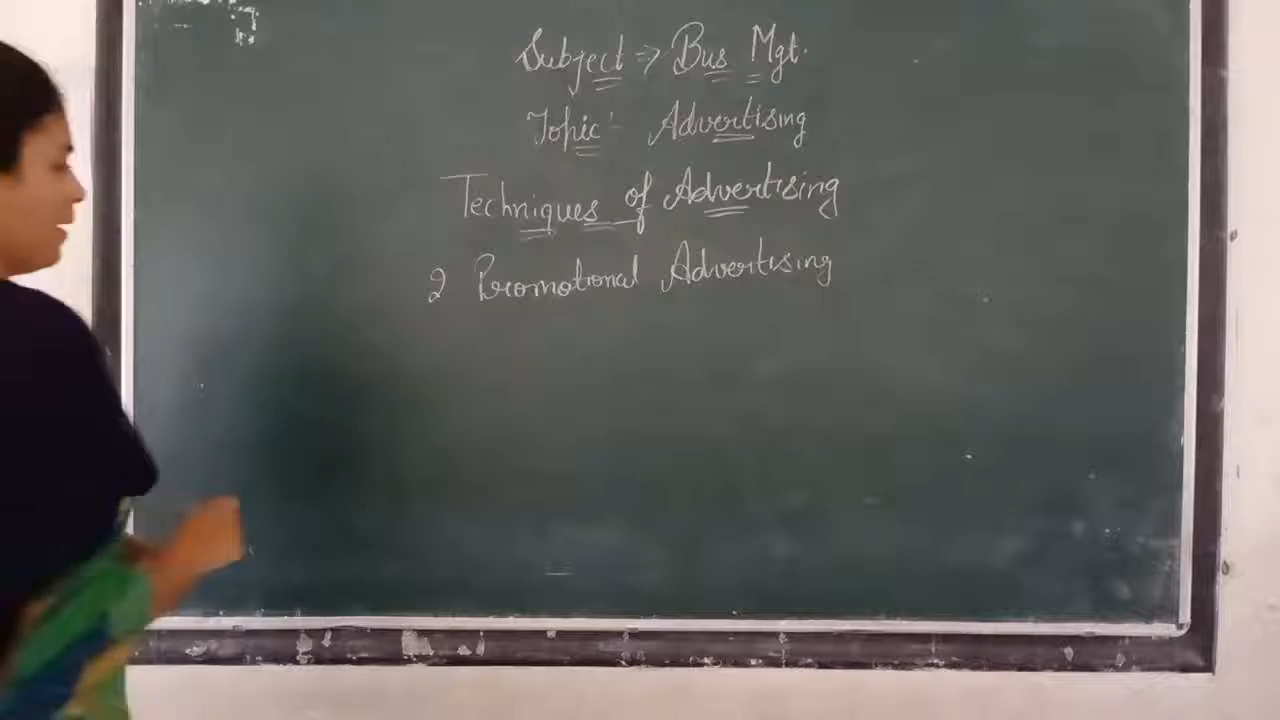 Subject → Bus Mgt.
Topic:- Advertising
Techniques of Advertising
2 Promotional Advertising